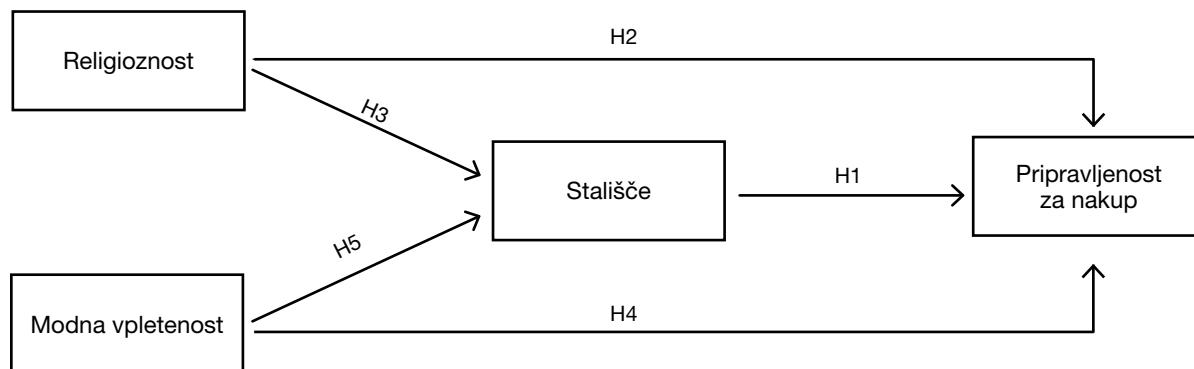 H2
Religioznost
H3
Stališče
H1
Pripravljenost
za nakup
H5
Modna vpletenost
H4